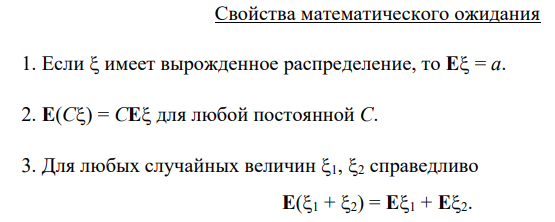 Свойства математического ожидания
1. Если ξ имеет вырожденное распределение, то Eξ = a.
2. E(Cξ) = CEξ для любой постоянной C.
3. Для любых случайных величин ξ₁, ξ₂ справедливо
E(ξ₁ + ξ₂) = Eξ₁ + Eξ₂.